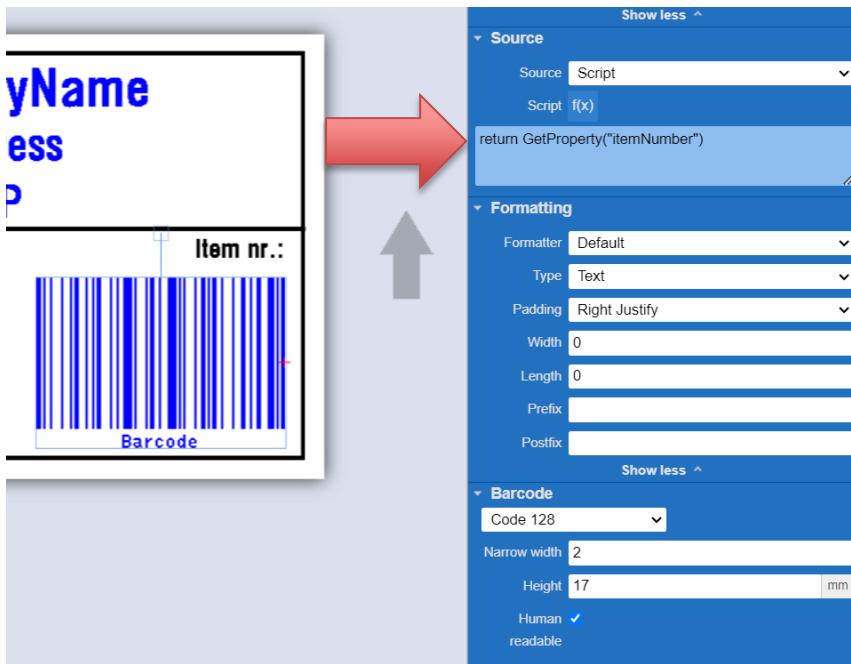 yName
ess
P
Item nr.:
Barcode
Show less
Source
Source Script
Script f(x)
return GetProperty("itemNumber")
Formatting
Formatter Default
Type Text
Padding Right Justify
Width 0
Length 0
Prefix
Postfix
Show less
Barcode
Code 128
Narrow width 2
Height 17 mm
Human
readable